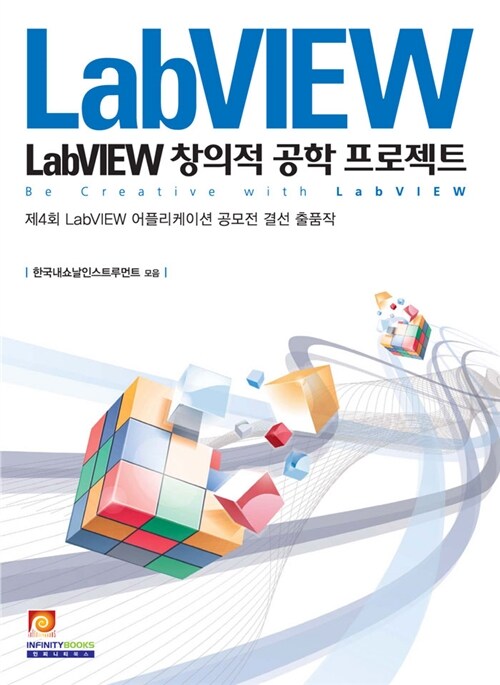 LabVIEW
LabVIEW 창의적 공학 프로젝트
Be Creative with LabVIEW
제4회 LabVIEW 어플리케이션 공모전 결선 출품작
| 한국내쇼날인스트루먼트 모음 |
INFINITYBOOKS
인피니티북스